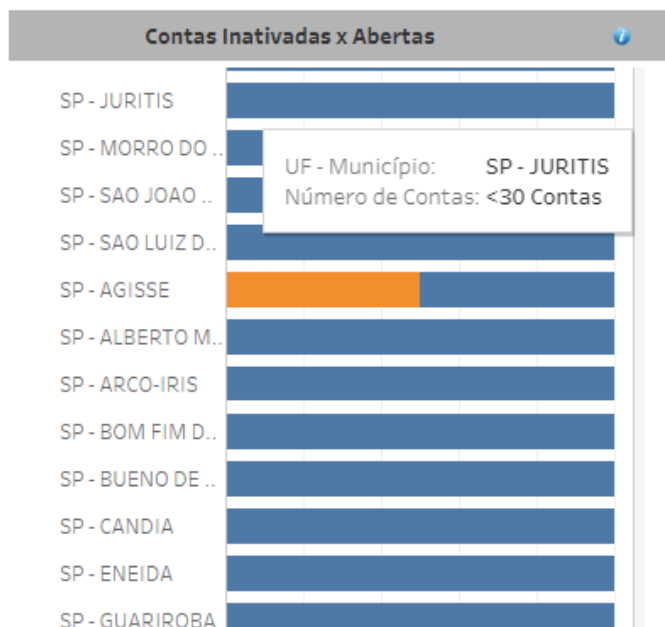 Contas Inativadas x Abertas
SP - JURITIS
SP - MORRO DO ..
SP - SAO JOAO ..
SP - SAO LUIZ D..
SP - AGISSE
SP - ALBERTO M..
SP - ARCO-IRIS
SP - BOM FIM D..
SP - BUENO DE ..
SP - CANDIA
SP - ENEIDA
SP - GUARIROBA
UF - Município: SP - JURITIS
Número de Contas: <30 Contas